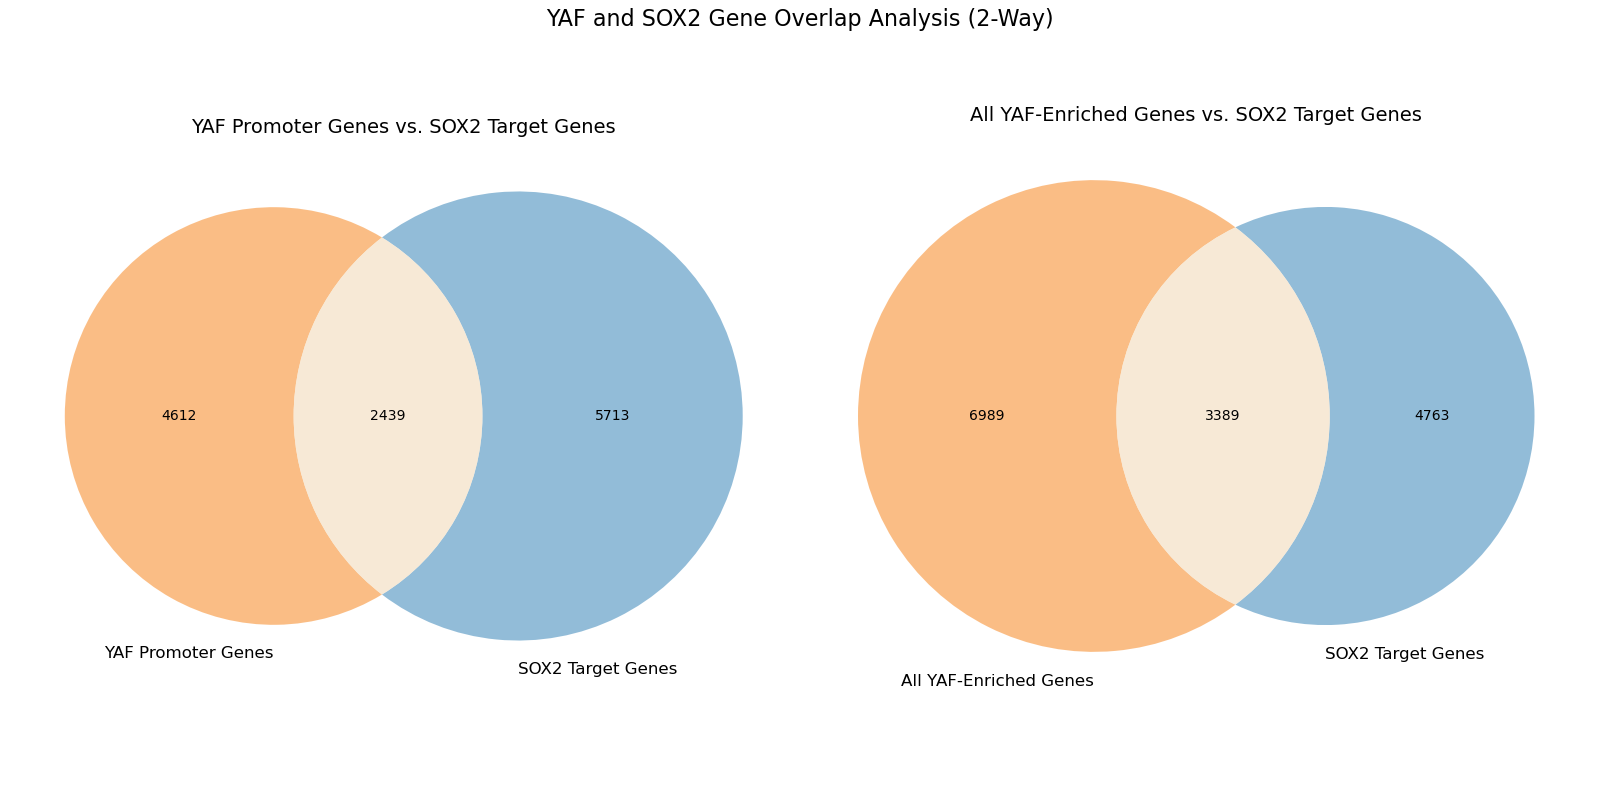 YAF and SOX2 Gene Overlap Analysis (2-Way)
YAF Promoter Genes vs. SOX2 Target Genes
4612
2439
5713
YAF Promoter Genes
SOX2 Target Genes
All YAF-Enriched Genes vs. SOX2 Target Genes
6989
3389
4763
All YAF-Enriched Genes
SOX2 Target Genes